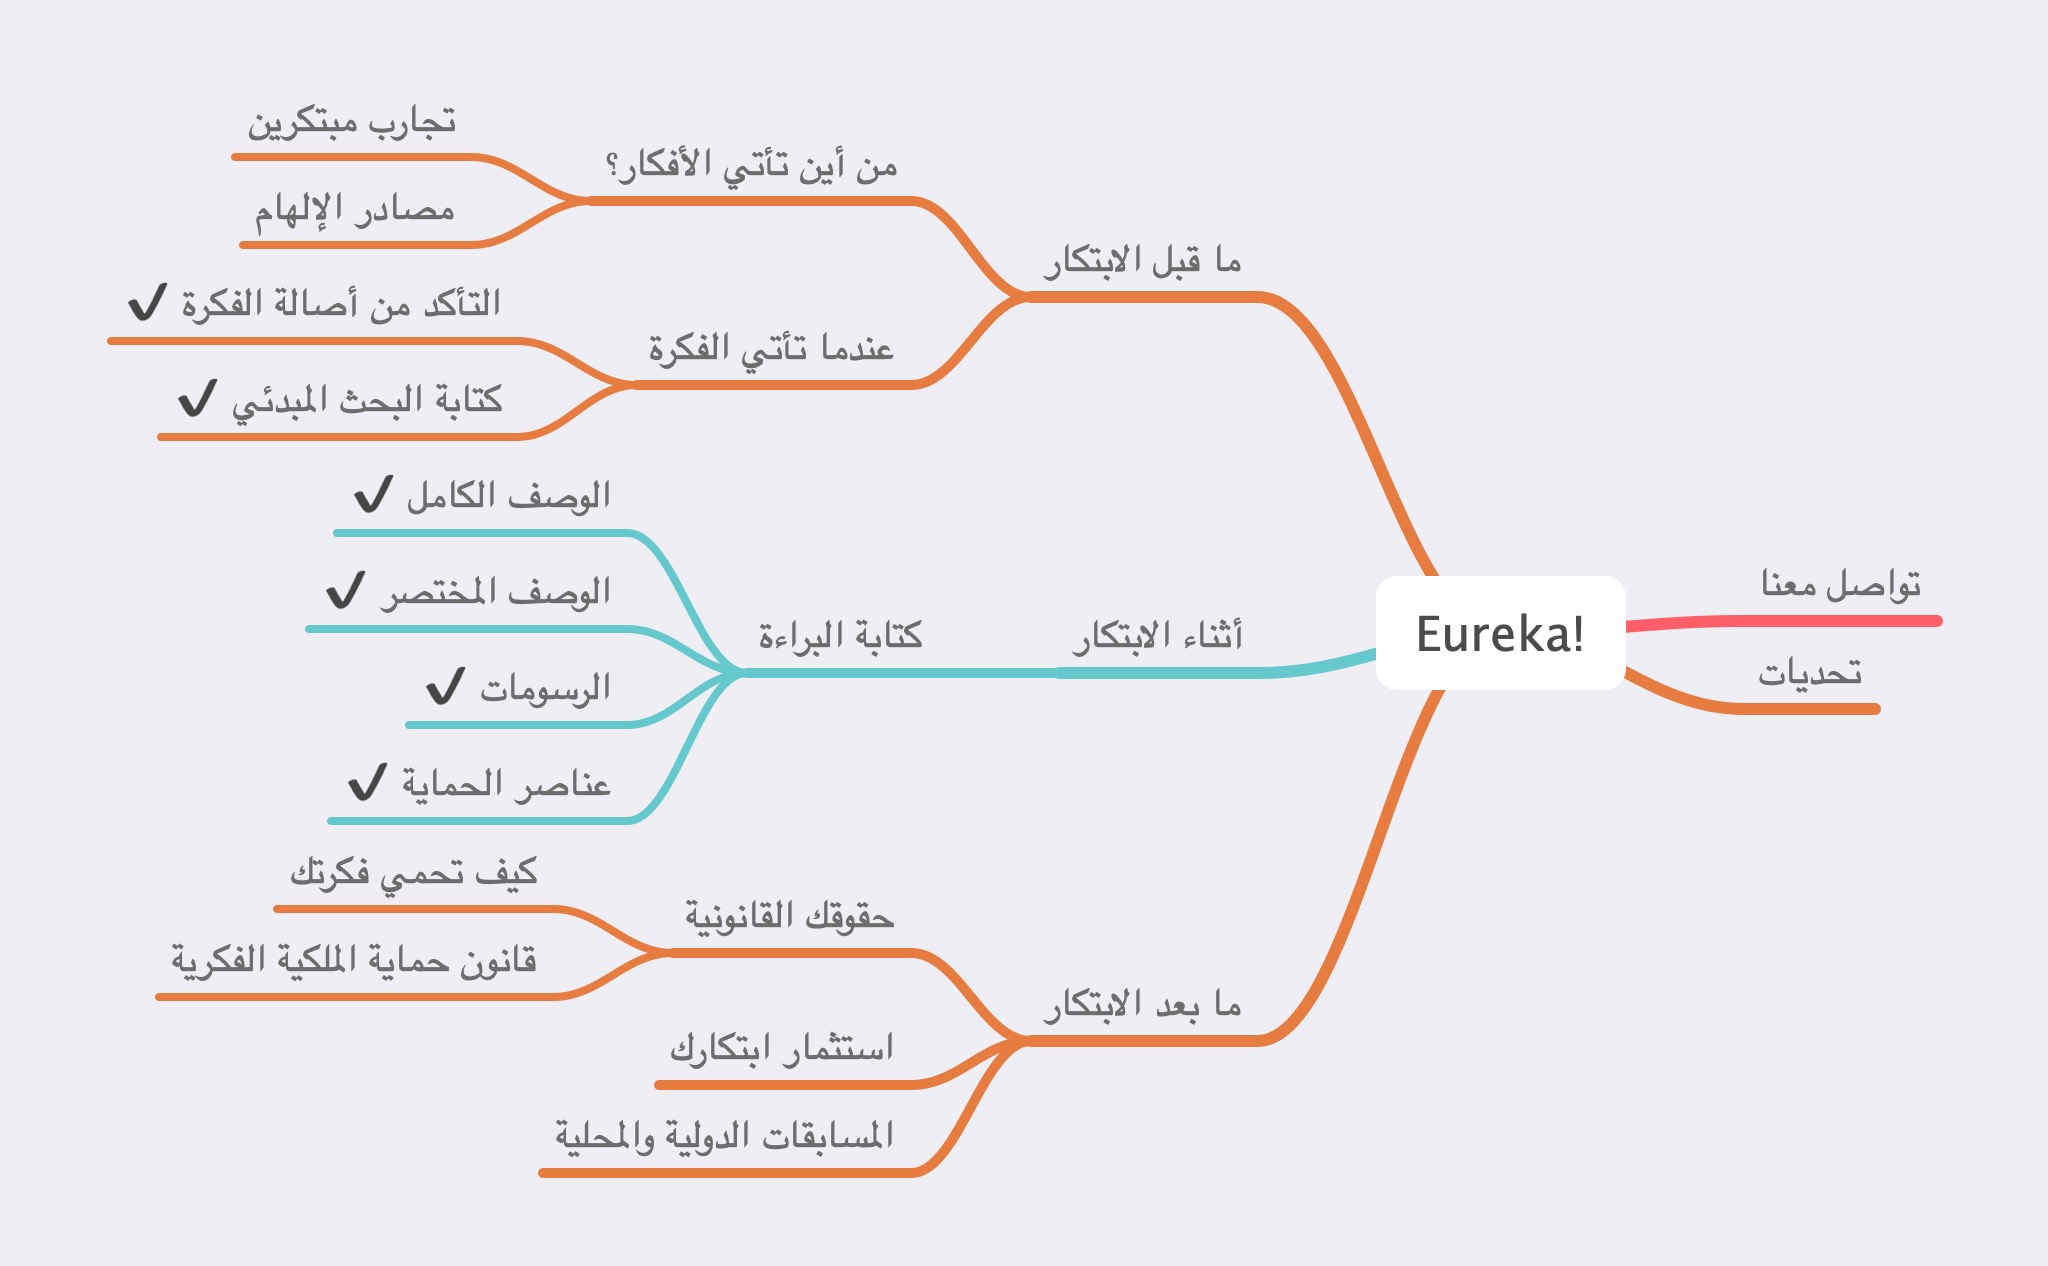 Eureka!
تواصل معنا
تحديات
ما قبل الابتكار
من أين تأتي الأفكار؟
تجارب مبتكرين
مصادر الإلهام
عندما تأتي الفكرة
التأكد من أصالة الفكرة ✔
كتابة البحث المبدئي ✔
أثناء الابتكار
كتابة البراءة
الوصف الكامل ✔
الوصف المختصر ✔
الرسومات ✔
عناصر الحماية ✔
ما بعد الابتكار
حقوقك القانونية
كيف تحمي فكرتك
قانون حماية الملكية الفكرية
استثمار ابتكارك
المسابقات الدولية والمحلية